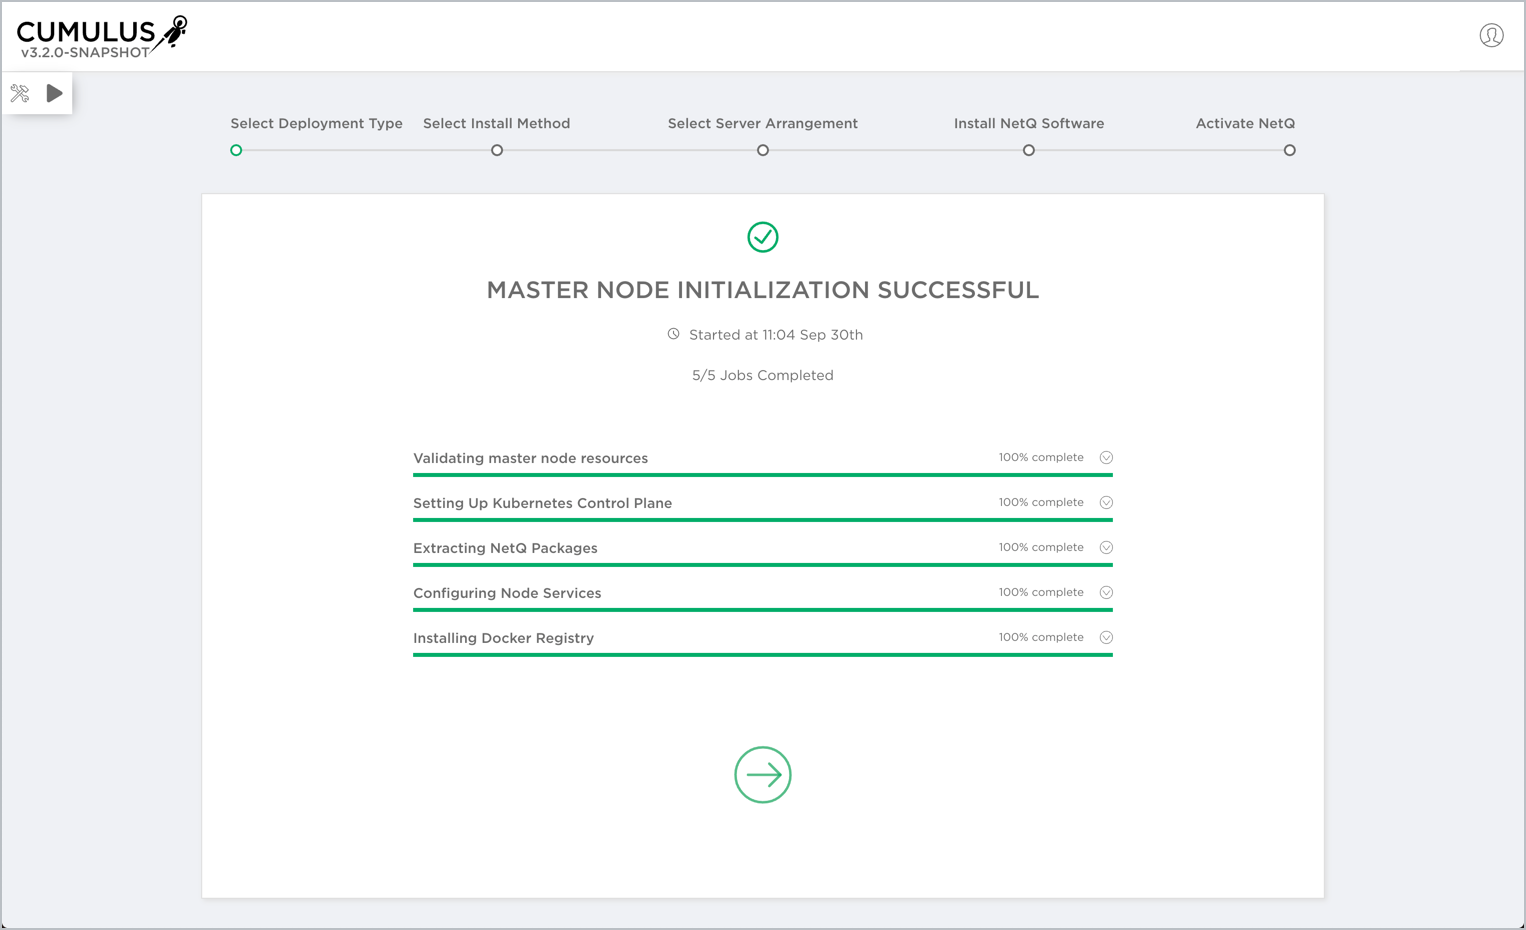 CUMULUS
v3.2.0-SNAPSHOT
Select Deployment Type Select Install Method Select Server Arrangement Install NetQ Software Activate NetQ
MASTER NODE INITIALIZATION SUCCESSFUL
Started at 11:04 Sep 30th
5/5 Jobs Completed
Validating master node resources 100% complete
Setting Up Kubernetes Control Plane 100% complete
Extracting NetQ Packages 100% complete
Configuring Node Services 100% complete
Installing Docker Registry 100% complete